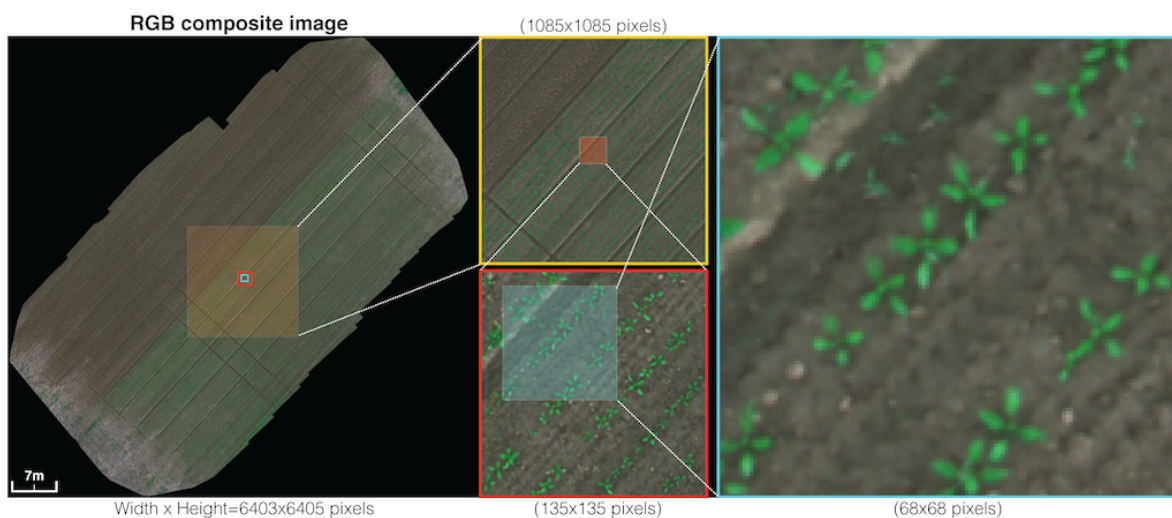 RGB composite image
(1085x1085 pixels)
7m
Width x Height=6403x6405 pixels
(135x135 pixels)
(68x68 pixels)